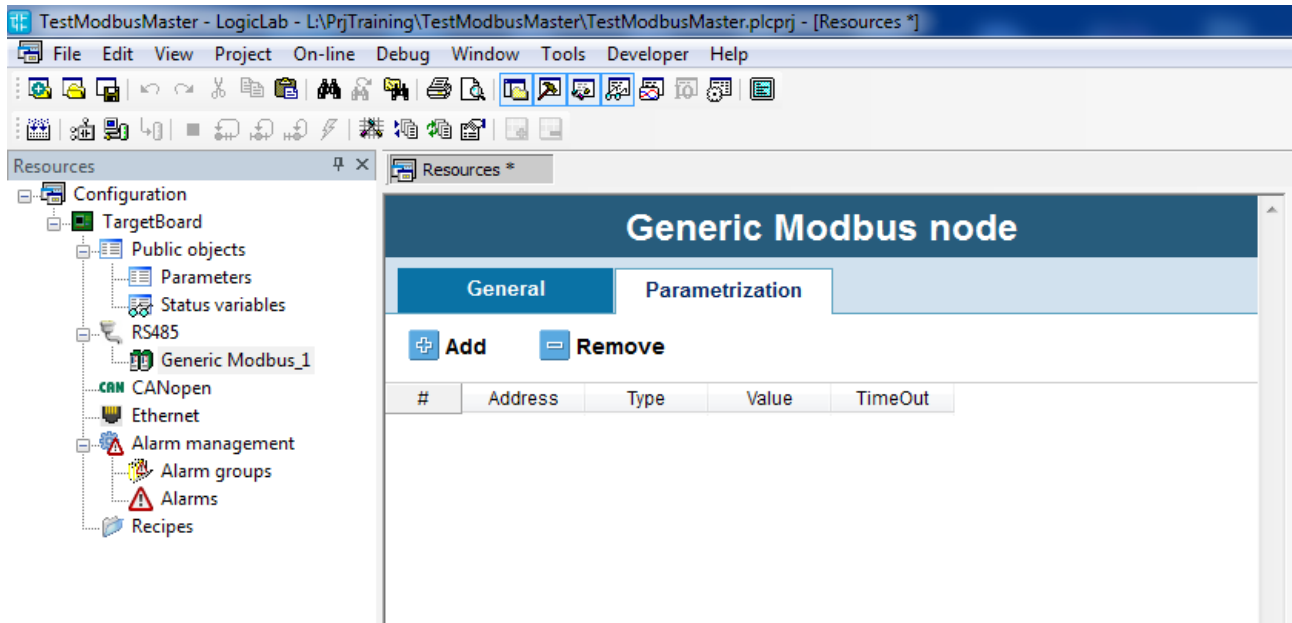 TestModbusMaster - LogicLab - L:\PrjTraining\TestModbusMaster\TestModbusMaster.plcprj - [Resources *]
File Edit View Project On-line Debug Window Tools Developer Help
Resources
Resources *
Configuration
TargetBoard
Public objects
Parameters
Status variables
RS485
Generic Modbus_1
CAN CANopen
Ethernet
Alarm management
Alarm groups
Alarms
Recipes
Generic Modbus node
General Parametrization
Add Remove
# Address Type Value TimeOut